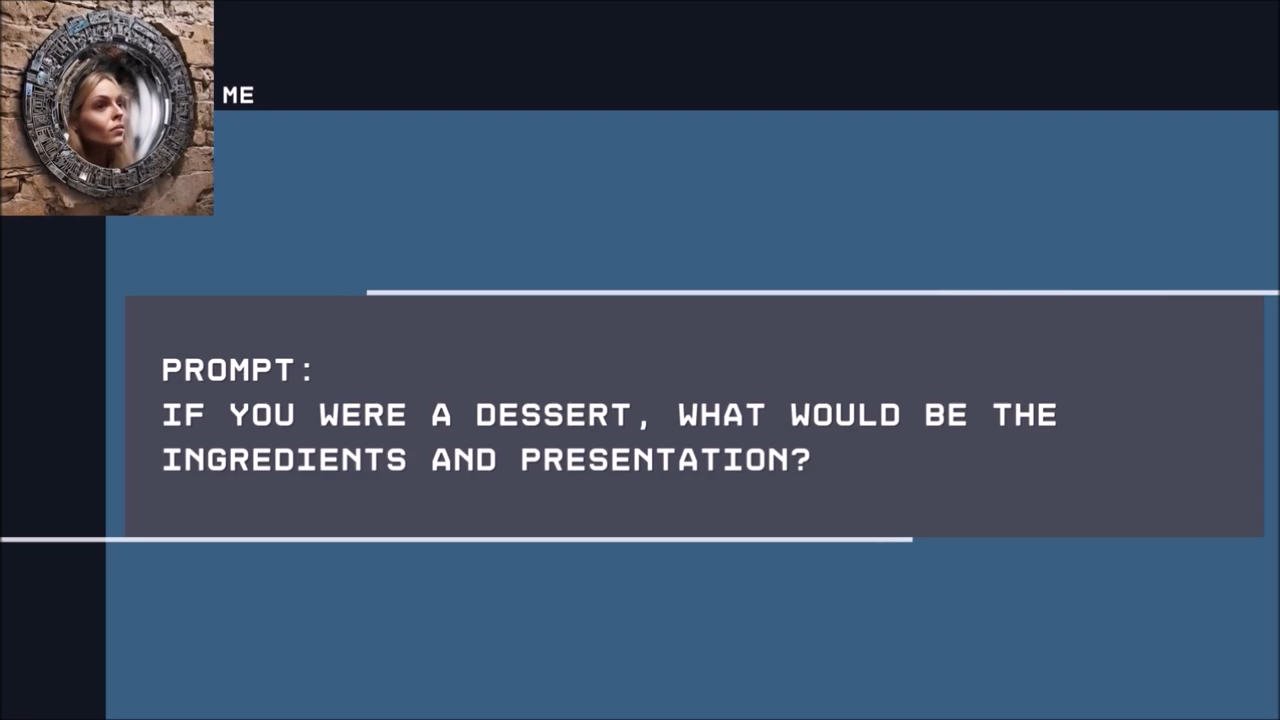 ME
PROMPT:
IF YOU WERE A DESSERT, WHAT WOULD BE THE
INGREDIENTS AND PRESENTATION?